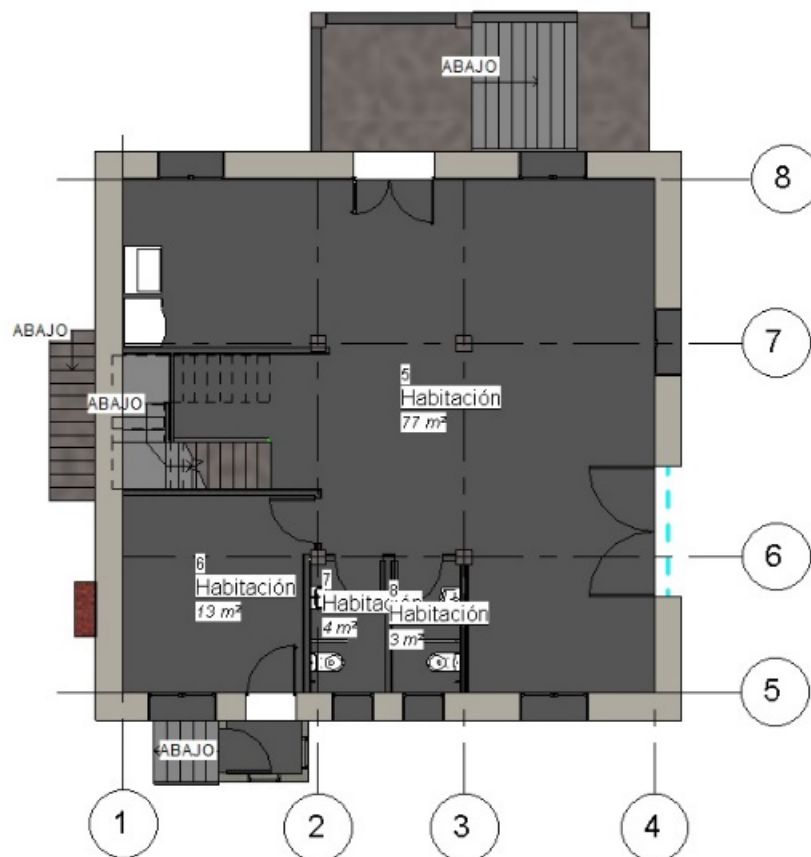 ABAJO
8
ABAJO
7
ABAJO
5
Habitación
77 m²
6
6
Habitación
13 m²
7
Habitación
4 m²
8
Habitación
3 m²
5
ABAJO
1
2
3
4